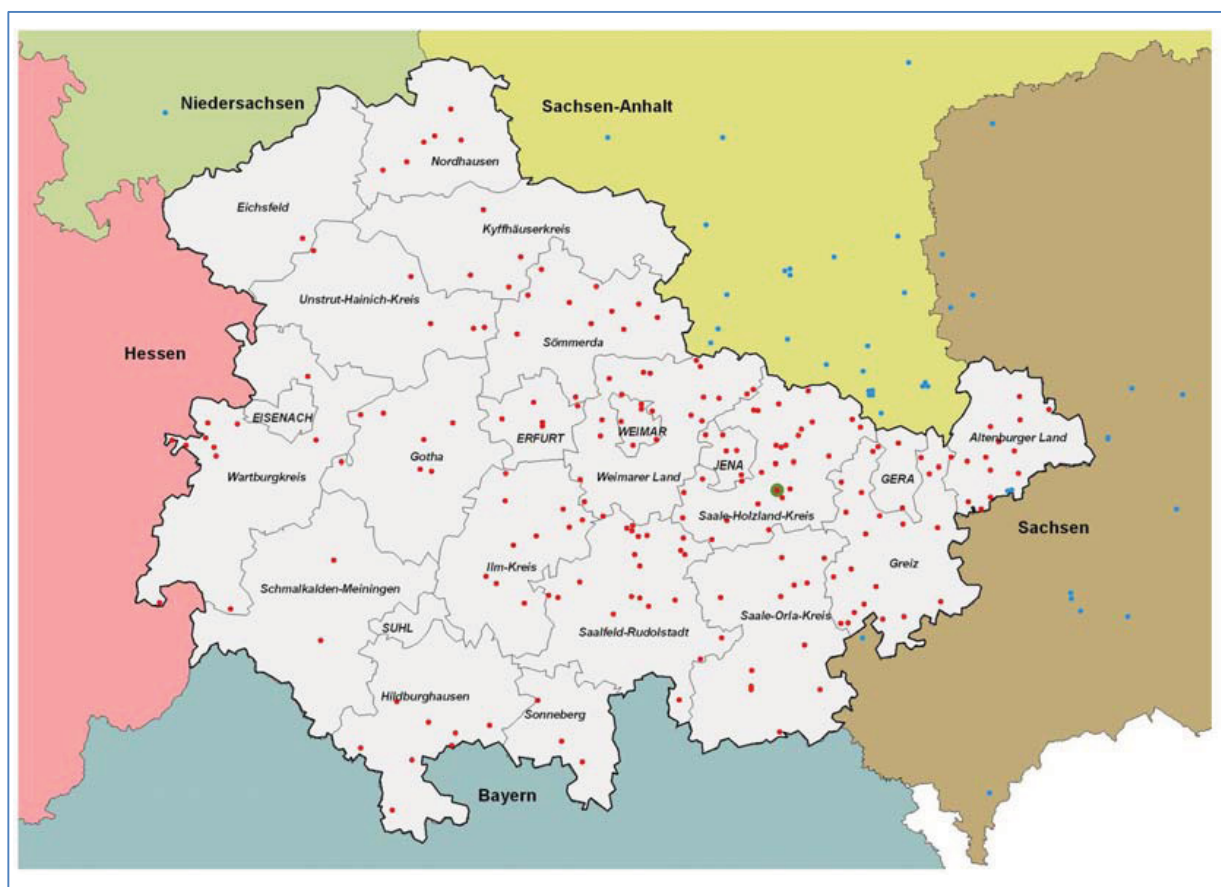 Niedersachsen
Sachsen-Anhalt
Nordhausen
Eichsfeld
Kyffhäuserkreis
Unstrut-Hainich-Kreis
Sömmerda
Hessen
EISENACH
ERFURT
WEIMAR
Altenburger Land
Gotha
JENA
Wartburgkreis
Weimarer Land
GERA
Saale-Holzland-Kreis
Sachsen
Ilm-Kreis
Greiz
Schmalkalden-Meiningen
SUHL
Saalfeld-Rudolstadt
Saale-Orla-Kreis
Hildburghausen
Sonneberg
Bayern